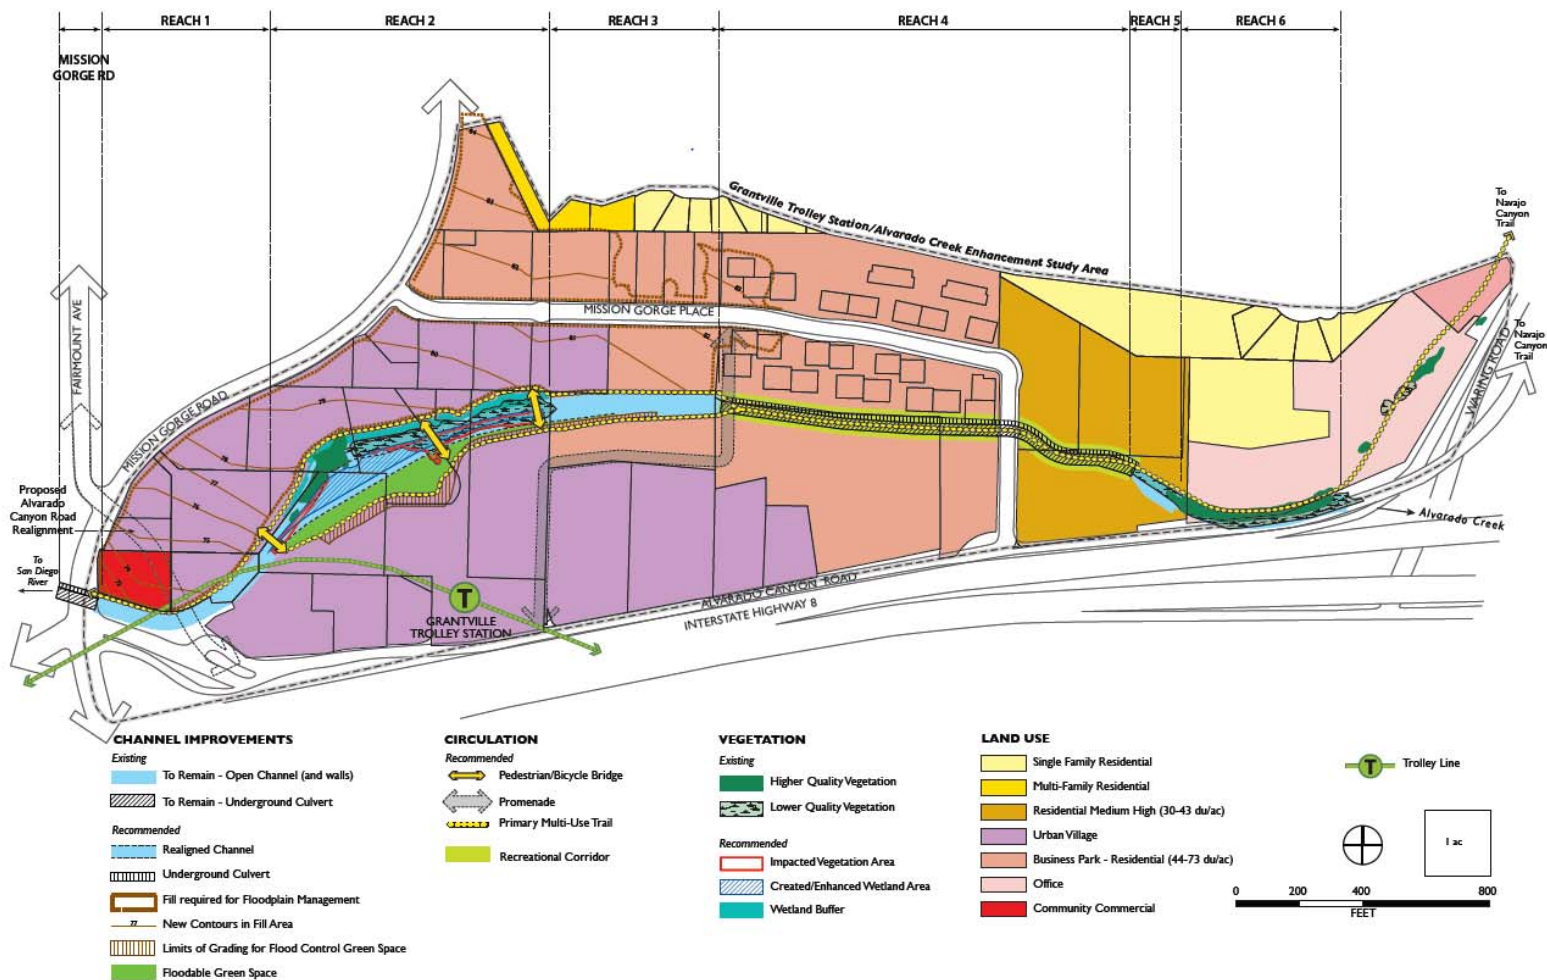 REACH 1
REACH 2
REACH 3
REACH 4
REACH 5
REACH 6
MISSION
GORGE RD
To
Navajo
Canyon
Trail
Grantville Trolley Station/Alvarado Creek Enhancement Study Area
FAIRMOUNT AVE
MISSION GORGE PLACE
To
Navajo
Canyon
Trail
WARING ROAD
MISSION GORGE ROAD
Proposed
Alvarado
Canyon Road
Realignment
Alvarado Creek
To
San Diego
River
T
GRANTVILLE
TROLLEY STATION
ALVARADO CANYON ROAD
INTERSTATE HIGHWAY 8
CHANNEL IMPROVEMENTS
Existing
To Remain - Open Channel (and walls)
To Remain - Underground Culvert
Recommended
Realigned Channel
Underground Culvert
Fill required for Floodplain Management
77
New Contours in Fill Area
Limits of Grading for Flood Control Green Space
Floodable Green Space
CIRCULATION
Recommended
Pedestrian/Bicycle Bridge
Promenade
Primary Multi-Use Trail
Recreational Corridor
VEGETATION
Existing
Higher Quality Vegetation
Lower Quality Vegetation
Recommended
Impacted Vegetation Area
Created/Enhanced Wetland Area
Wetland Buffer
LAND USE
Single Family Residential
Multi-Family Residential
Residential Medium High (30-43 du/ac)
Urban Village
Business Park - Residential (44-73 du/ac)
Office
Community Commercial
T
Trolley Line
1 ac
0 200 400 800
FEET